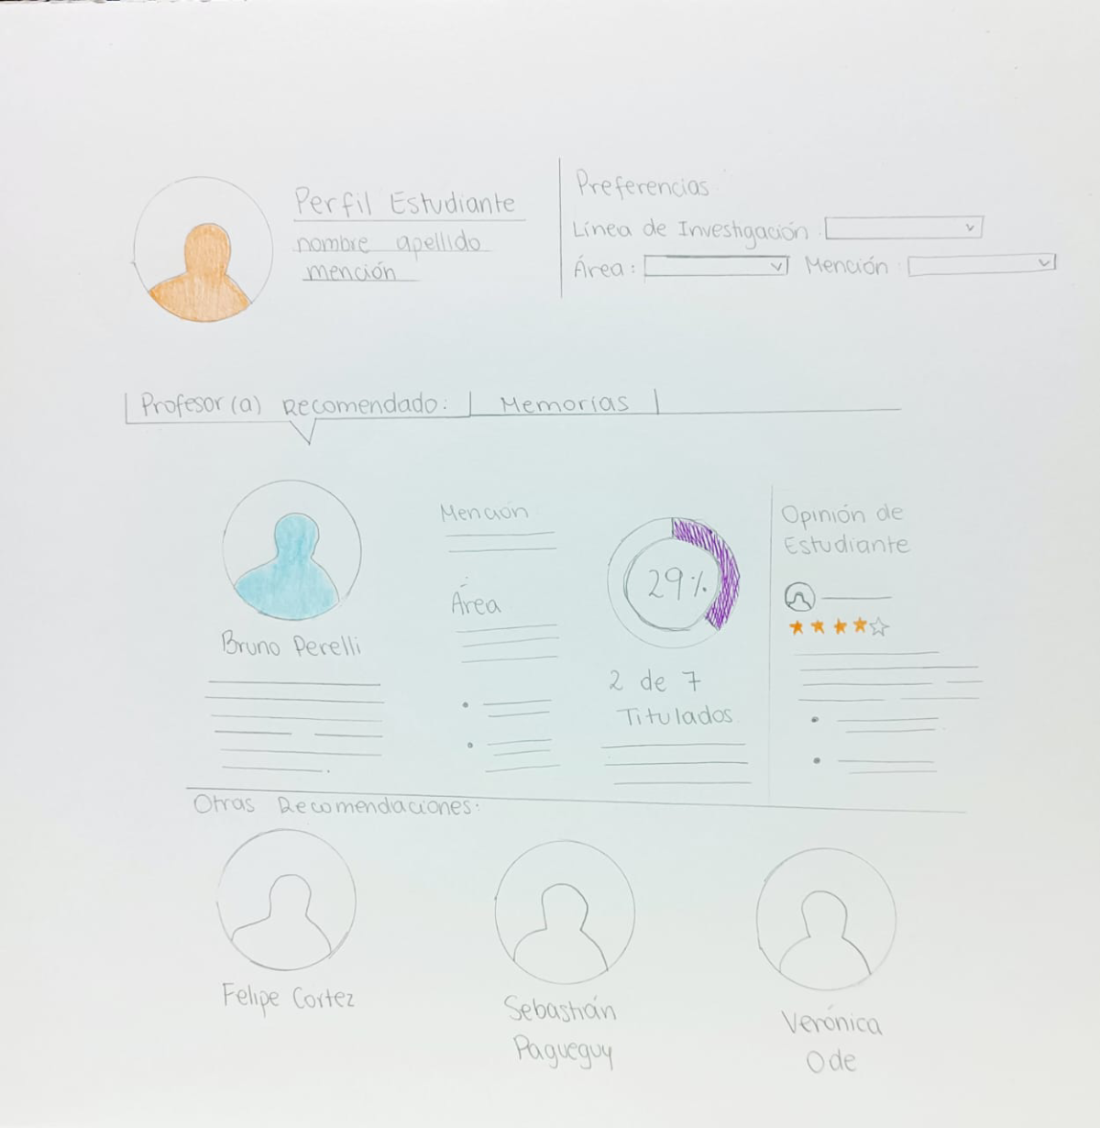 Perfil Estudiante
nombre apellido
mención
Preferencias
Línea de Investigación :
Área :
Mención :
Profesor(a) Recomendado:
Memorias
Bruno Perelli
Mención
Área
29%
2 de 7
Titulados
Opinión de
Estudiante
Otras Recomendaciones:
Felipe Cortez
Sebastián
Pagueguy
Verónica
Ode